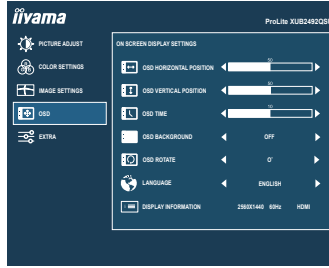 iiyama
ProLite XUB2492QSU
PICTURE ADJUST
COLOR SETTINGS
IMAGE SETTINGS
OSD
EXTRA
ON SCREEN DISPLAY SETTINGS
OSD HORIZONTAL POSITION 50
OSD VERTICAL POSITION 50
OSD TIME 10
OSD BACKGROUND OFF
OSD ROTATE 0°
LANGUAGE ENGLISH
DISPLAY INFORMATION 2560X1440 60Hz HDMI